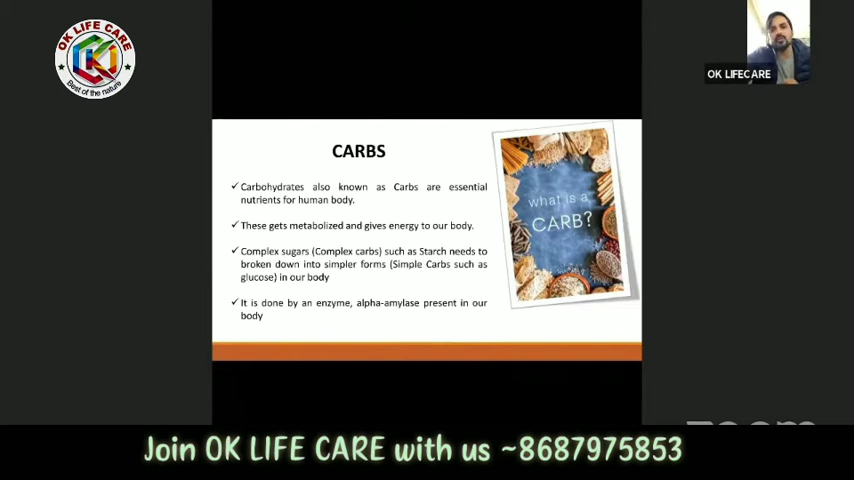 OK LIFE CARE
Best of the nature
OK LIFECARE
CARBS
✓Carbohydrates also known as Carbs are essential
nutrients for human body.
✓These gets metabolized and gives energy to our body.
✓Complex sugars (Complex carbs) such as Starch needs to
broken down into simpler forms (Simple Carbs such as
glucose) in our body
✓It is done by an enzyme, alpha-amylase present in our
body
what is a
CARB?
zoom
Join OK LIFE CARE with us ~8687975853